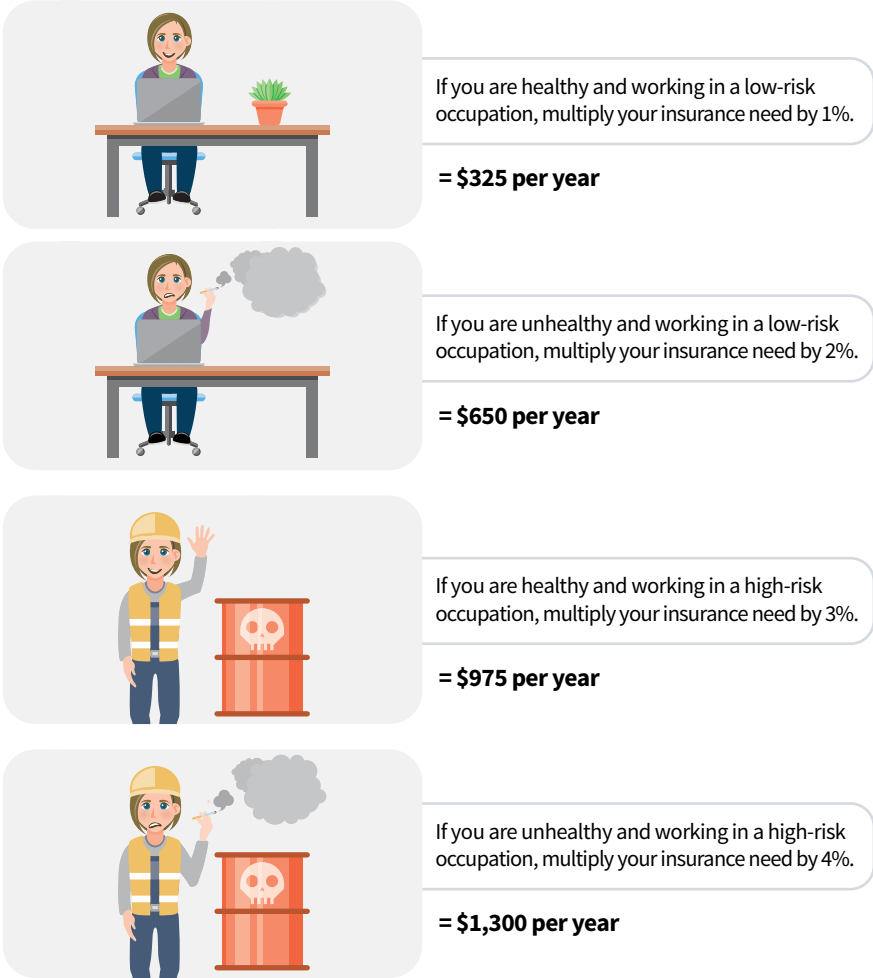 If you are healthy and working in a low-risk
occupation, multiply your insurance need by 1%.
= $325 per year
If you are unhealthy and working in a low-risk
occupation, multiply your insurance need by 2%.
= $650 per year
If you are healthy and working in a high-risk
occupation, multiply your insurance need by 3%.
= $975 per year
If you are unhealthy and working in a high-risk
occupation, multiply your insurance need by 4%.
= $1,300 per year